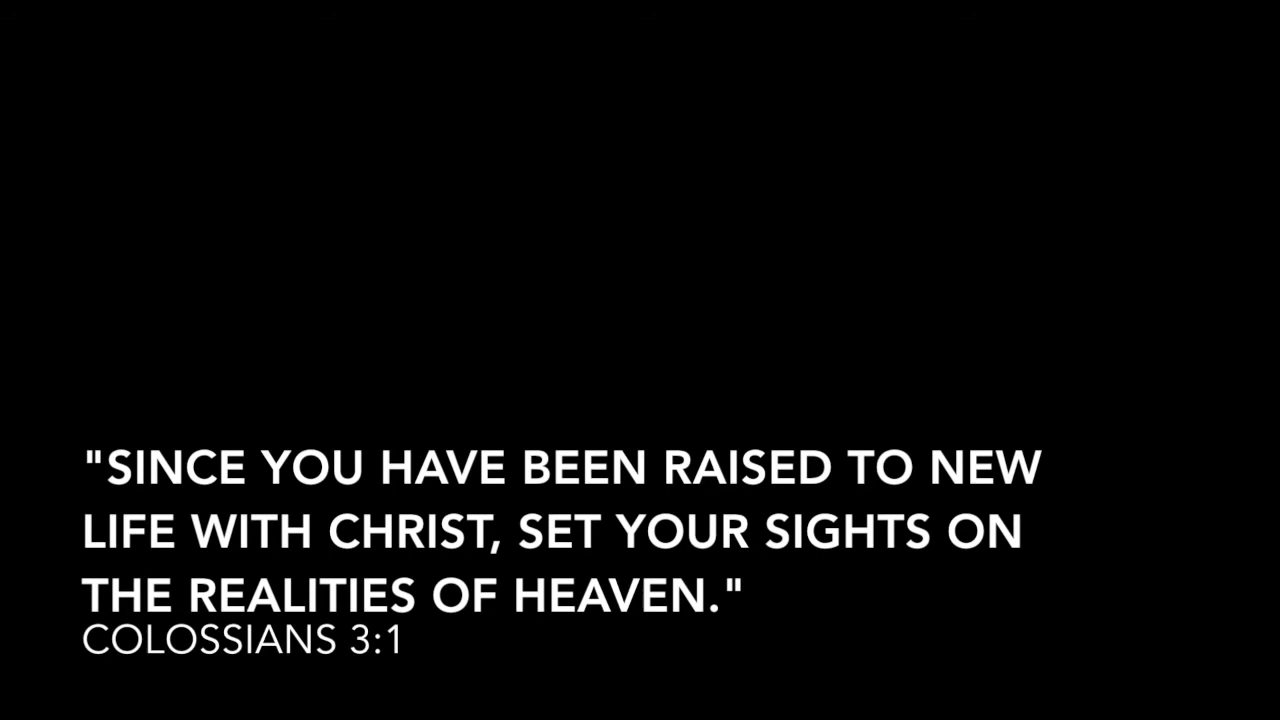 "SINCE YOU HAVE BEEN RAISED TO NEW
LIFE WITH CHRIST, SET YOUR SIGHTS ON
THE REALITIES OF HEAVEN."
COLOSSIANS 3:1